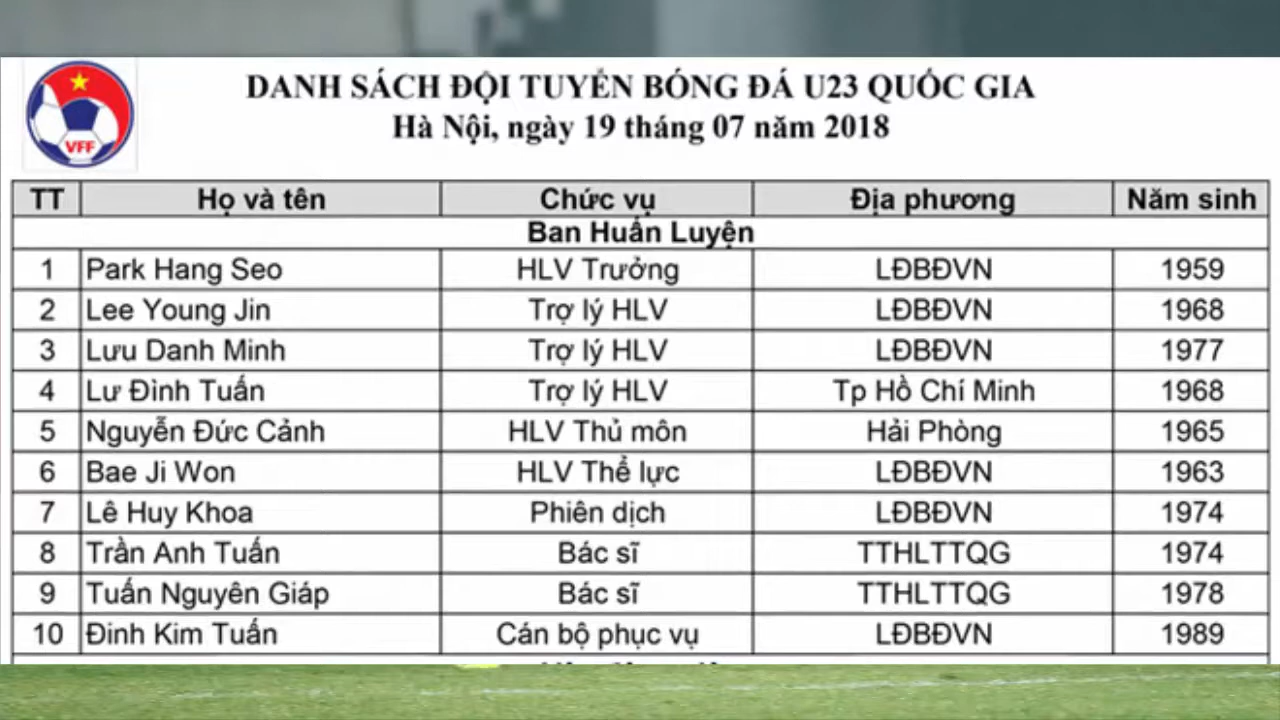 VFF
DANH SÁCH ĐỘI TUYỂN BÓNG ĐÁ U23 QUỐC GIA
Hà Nội, ngày 19 tháng 07 năm 2018
TT Họ và tên Chức vụ Địa phương Năm sinh
Ban Huấn Luyện
1 Park Hang Seo HLV Trưởng LĐBĐVN 1959
2 Lee Young Jin Trợ lý HLV LĐBĐVN 1968
3 Lưu Danh Minh Trợ lý HLV LĐBĐVN 1977
4 Lư Đình Tuấn Trợ lý HLV Tp Hồ Chí Minh 1968
5 Nguyễn Đức Cảnh HLV Thủ môn Hải Phòng 1965
6 Bae Ji Won HLV Thể lực LĐBĐVN 1963
7 Lê Huy Khoa Phiên dịch LĐBĐVN 1974
8 Trần Anh Tuấn Bác sĩ TTHLTTQG 1974
9 Tuấn Nguyên Giáp Bác sĩ TTHLTTQG 1978
10 Đinh Kim Tuấn Cán bộ phục vụ LĐBĐVN 1989